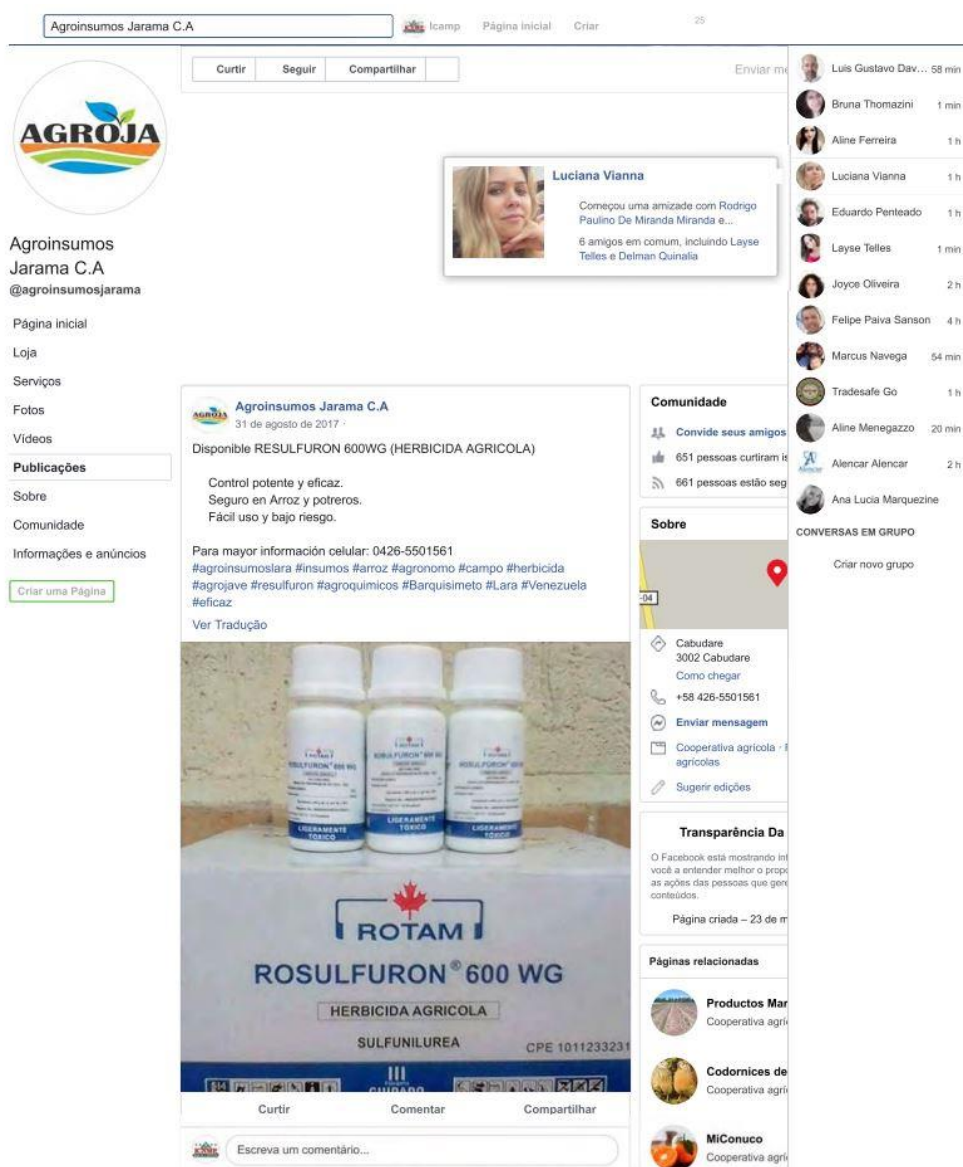 Agroinsumos Jarama C.A
Icamp
Página inicial
Criar
25
Curtir
Seguir
Compartilhar
Enviar
AGROJA
Agroinsumos
Jarama C.A
@agroinsumosjarama
Página inicial
Loja
Serviços
Fotos
Vídeos
Publicações
Sobre
Comunidade
Informações e anúncios
Criar uma Página
Luciana Vianna
Começou uma amizade com Rodrigo
Paulino De Miranda Miranda e...
6 amigos em comum, incluindo Layse
Telles e Delman Quinalia
AGROJA
Agroinsumos Jarama C.A
31 de agosto de 2017 ·
Disponible RESULFURON 600WG (HERBICIDA AGRICOLA)
Control potente y eficaz.
Seguro en Arroz y potreros.
Fácil uso y bajo riesgo.
Para mayor información celular: 0426-5501561
#agroinsumoslara #insumos #arroz #agronomo #campo #herbicida
#agrojave #resulfuron #agroquimicos #Barquisimeto #Lara #Venezuela
#eficaz
Ver Tradução
ROSULFURON® 600 WG
LIGERAMENTE
TOXICO
LIGERAMENTE
TOXICO
LIGERAMENTE
TOXICO
ROTAM
ROSULFURON® 600 WG
HERBICIDA AGRICOLA
SULFUNILUREA
CPE 1011233231
III
CUIDADO
Curtir
Comentar
Compartilhar
Escreva um comentário...
Comunidade
Convide seus amigos
651 pessoas curtiram
661 pessoas estão
Sobre
-04
Cabudare
3002 Cabudare
Como chegar
+58 426-5501561
Enviar mensagem
Cooperativa agrícola ·
agrícolas
Sugerir edições
Transparência Da
O Facebook está mostrando
você a entender melhor o
as ações das pessoas que
conteúdos.
Página criada – 23 de
Páginas relacionadas
Productos
Cooperativa
Codornices de
Cooperativa
MiConuco
Cooperativa
Luis Gustavo Dav... 58 min
Bruna Thomazini 1 min
Aline Ferreira 1 h
Luciana Vianna 1 h
Eduardo Penteado 1 h
Layse Telles 1 min
Joyce Oliveira 2 h
Felipe Paiva Sanson 4 h
Marcus Navega 54 min
Tradesafe Go 1 h
Aline Menegazzo 20 min
Alencar Alencar 2 h
Ana Lucia Marquezine
CONVERSAS EM GRUPO
Criar novo grupo